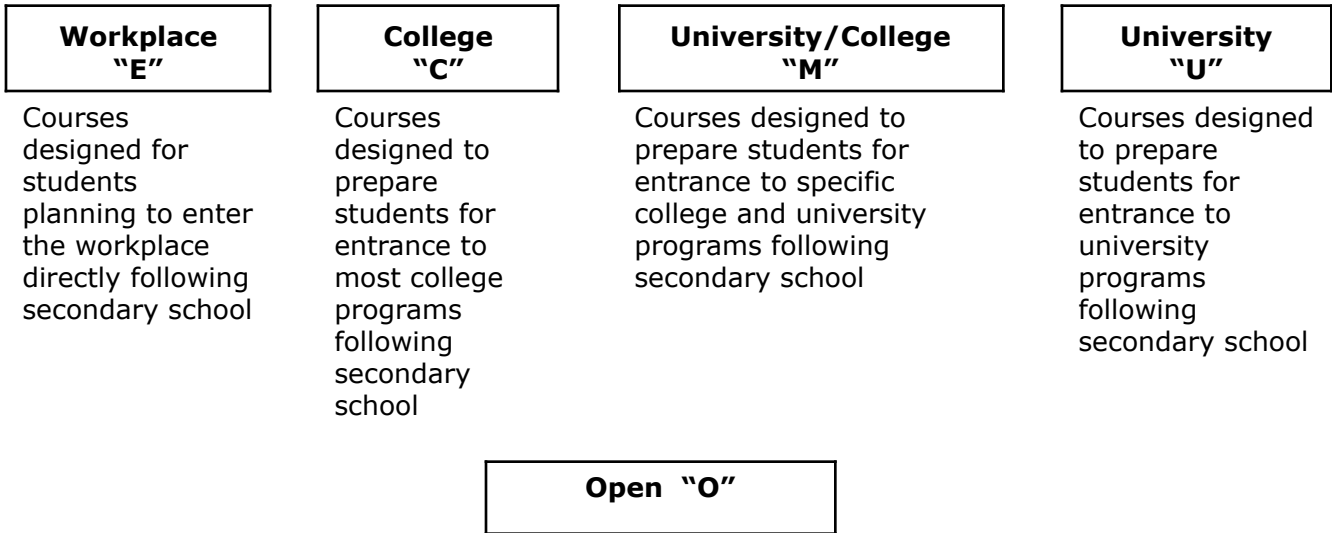 Workplace
“E”
Courses
designed for
students
planning to enter
the workplace
directly following
secondary school
College
“C”
Courses
designed to
prepare
students for
entrance to
most college
programs
following
secondary
school
University/College
“M”
Courses designed to
prepare students for
entrance to specific
college and university
programs following
secondary school
University
“U”
Courses designed
to prepare
students for
entrance to
university
programs
following
secondary school
Open “O”